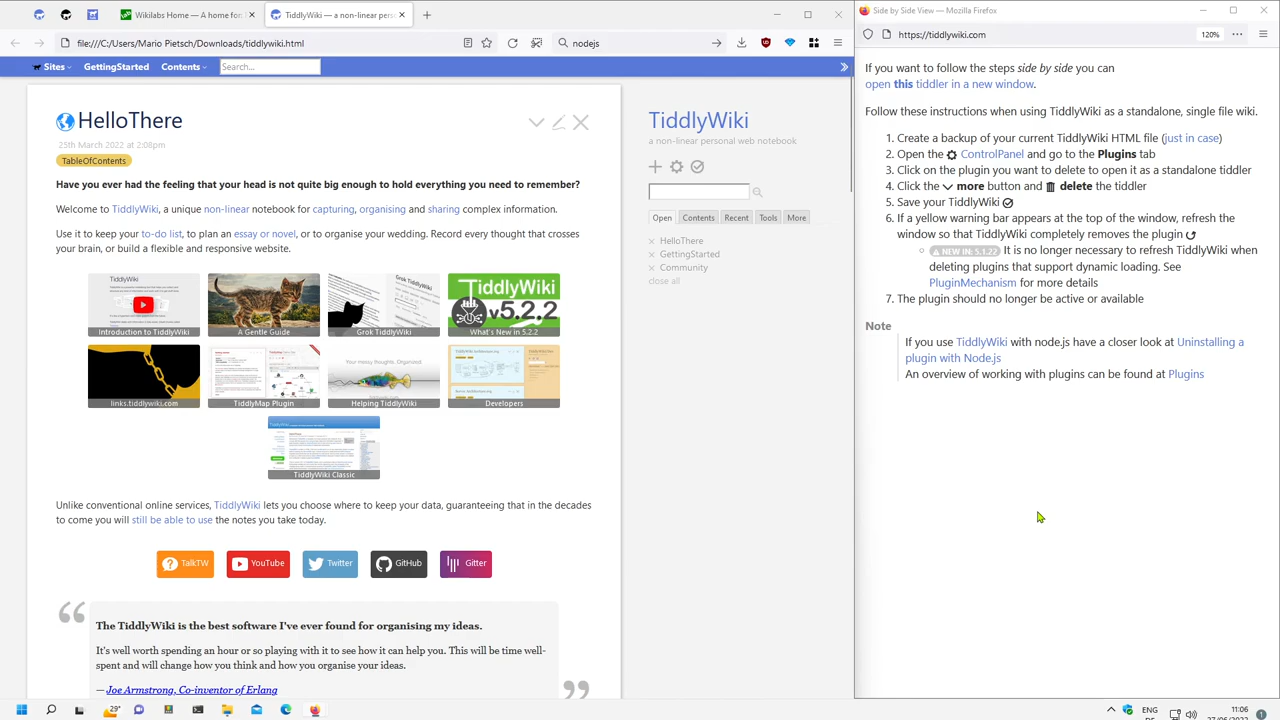 Wikilabs Home — A home for
TiddlyWiki — a non-linear pers
Side by Side View — Mozilla Firefox
file:///C:/Users/Mario Pietsch/Downloads/tiddlywiki.html
nodejs
https://tiddlywiki.com
120%
Sites
GettingStarted
Contents
Search...
HelloThere
25th March 2022 at 2:08pm
TableOfContents
Have you ever had the feeling that your head is not quite big enough to hold everything you need to remember?
Welcome to TiddlyWiki, a unique non-linear notebook for capturing, organising and sharing complex information.
Use it to keep your to-do list, to plan an essay or novel, or to organise your wedding. Record every thought that crosses
your brain, or build a flexible and responsive website.
TiddlyWiki
Introduction to TiddlyWiki
A Gentle Guide
Grok TiddlyWiki
TiddlyWiki
v5.2.2
What's New in 5.2.2
links.tiddlywiki.com
TiddlyMap Plugin
Your messy thoughts, Organized.
Helping TiddlyWiki
Developers
TiddlyWiki Classic
Unlike conventional online services, TiddlyWiki lets you choose where to keep your data, guaranteeing that in the decades
to come you will still be able to use the notes you take today.
TalkTW
YouTube
Twitter
GitHub
Gitter
The TiddlyWiki is the best software I've ever found for organising my ideas.
It's well worth spending an hour or so playing with it to see how it can help you. This will be time well-
spent and will change how you think and how you organise your ideas.
— Joe Armstrong, Co-inventor of Erlang
TiddlyWiki
a non-linear personal web notebook
Open
Contents
Recent
Tools
More
HelloThere
GettingStarted
Community
close all
If you want to follow the steps side by side you can
open this tiddler in a new window.
Follow these instructions when using TiddlyWiki as a standalone, single file wiki.
1. Create a backup of your current TiddlyWiki HTML file (just in case)
2. Open the ControlPanel and go to the Plugins tab
3. Click on the plugin you want to delete to open it as a standalone tiddler
4. Click the more button and delete the tiddler
5. Save your TiddlyWiki
6. If a yellow warning bar appears at the top of the window, refresh the
window so that TiddlyWiki completely removes the plugin
NEW IN: 5.1.22 It is no longer necessary to refresh TiddlyWiki when
deleting plugins that support dynamic loading. See
PluginMechanism for more details
7. The plugin should no longer be active or available
Note
If you use TiddlyWiki with node.js have a closer look at Uninstalling a
plugin with Node.js
An overview of working with plugins can be found at Plugins
29°
ENG
11:06
27/06/2022